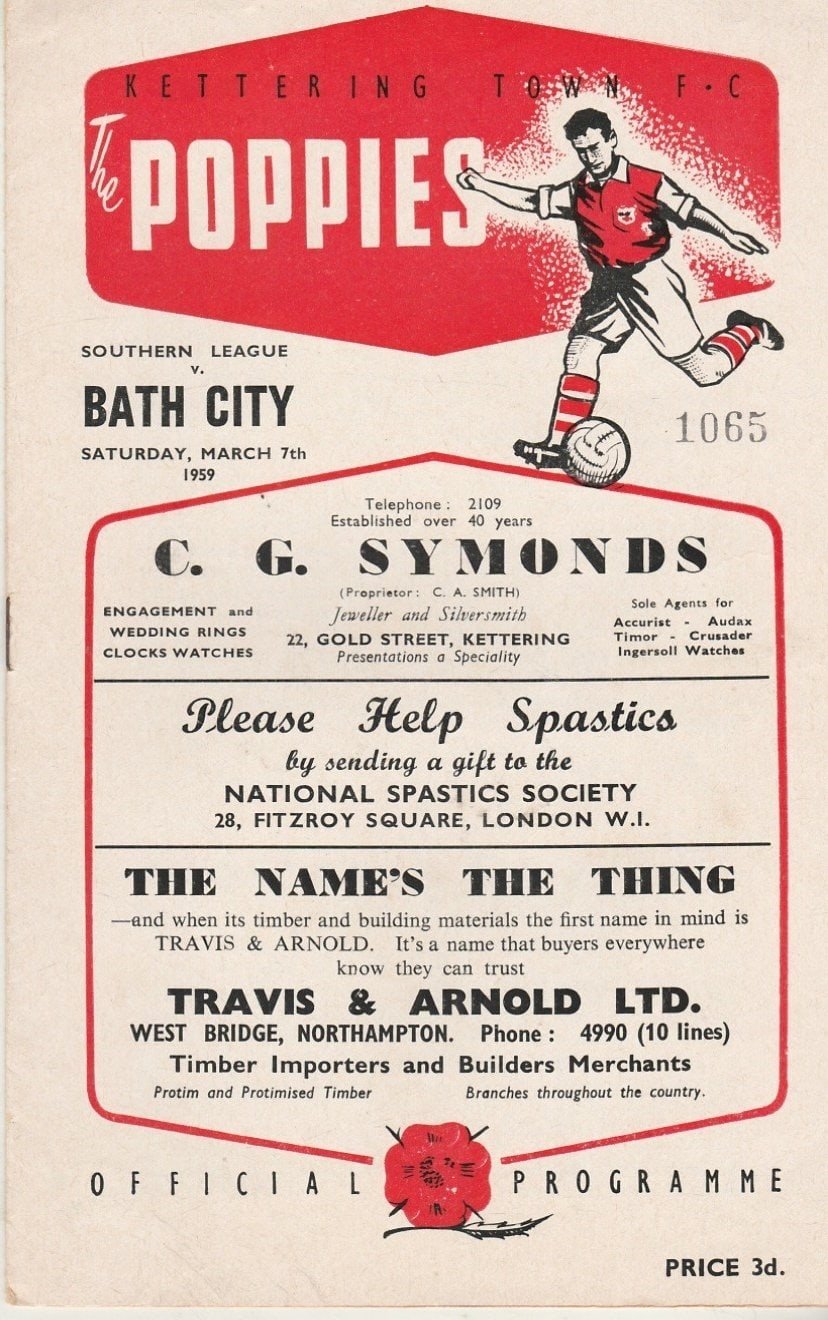 KETTERING TOWN F·C
The
POPPIES
SOUTHERN LEAGUE
v.
BATH CITY
SATURDAY, MARCH 7th
1959
1065
Telephone : 2109
Established over 40 years
C. G. SYMONDS
(Proprietor : C. A. SMITH)
Jeweller and Silversmith
22, GOLD STREET, KETTERING
Presentations a Speciality
ENGAGEMENT and
WEDDING RINGS
CLOCKS WATCHES
Sole Agents for
Accurist - Audax
Timor - Crusader
Ingersoll Watches
Please Help Spastics
by sending a gift to the
NATIONAL SPASTICS SOCIETY
28, FITZROY SQUARE, LONDON W.I.
THE NAME'S THE THING
—and when its timber and building materials the first name in mind is
TRAVIS & ARNOLD. It's a name that buyers everywhere
know they can trust
TRAVIS & ARNOLD LTD.
WEST BRIDGE, NORTHAMPTON. Phone : 4990 (10 lines)
Timber Importers and Builders Merchants
Protim and Protimised Timber Branches throughout the country.
OFFICIAL PROGRAMME
PRICE 3d.